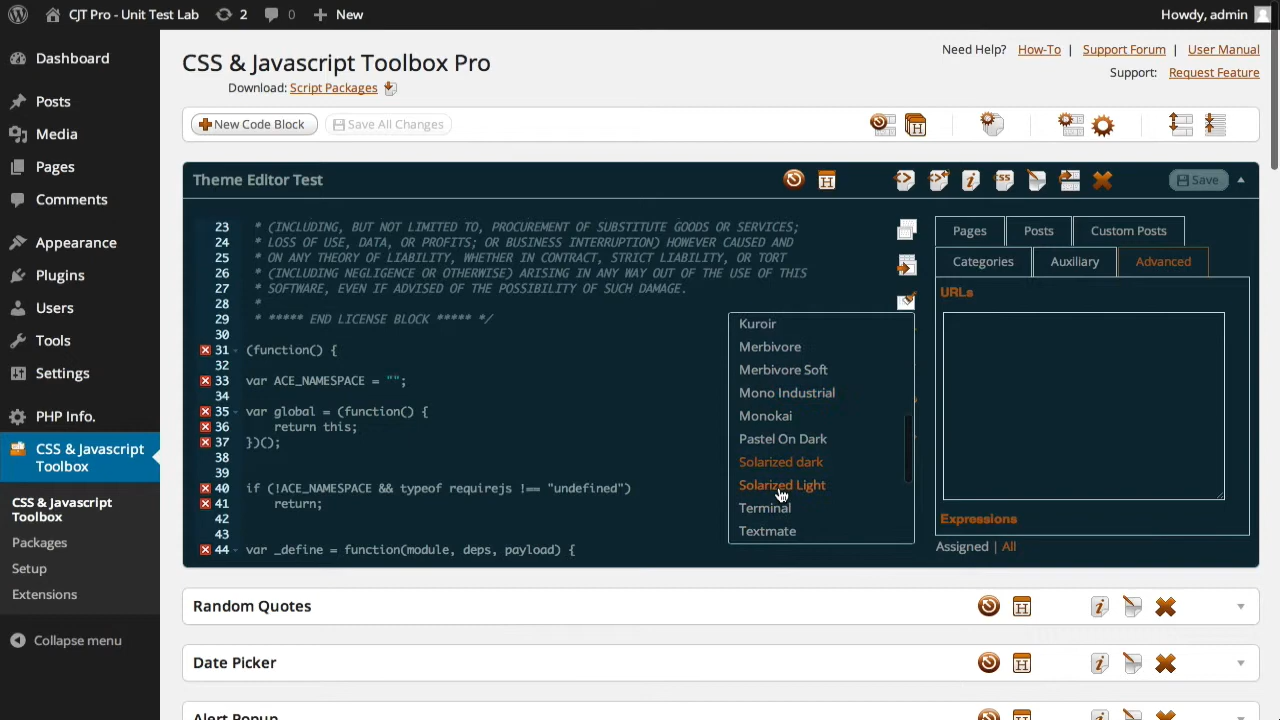 CJT Pro - Unit Test Lab 2 0 New Howdy, admin
Dashboard
Posts
Media
Pages
Comments
Appearance
Plugins
Users
Tools
Settings
PHP Info.
CSS & Javascript
Toolbox
CSS & Javascript
Toolbox
Packages
Setup
Extensions
Collapse menu
Need Help? How-To | Support Forum | User Manual
CSS & Javascript Toolbox Pro
Support: Request Feature
Download: Script Packages
New Code Block Save All Changes
Theme Editor Test
Save
23 * (INCLUDING, BUT NOT LIMITED TO, PROCUREMENT OF SUBSTITUTE GOODS OR SERVICES;
24 * LOSS OF USE, DATA, OR PROFITS; OR BUSINESS INTERRUPTION) HOWEVER CAUSED AND
25 * ON ANY THEORY OF LIABILITY, WHETHER IN CONTRACT, STRICT LIABILITY, OR TORT
26 * (INCLUDING NEGLIGENCE OR OTHERWISE) ARISING IN ANY WAY OUT OF THE USE OF THIS
27 * SOFTWARE, EVEN IF ADVISED OF THE POSSIBILITY OF SUCH DAMAGE.
28 *
29 * ***** END LICENSE BLOCK ***** */
30
31 (function() {
32
33 var ACE_NAMESPACE = "";
34
35 var global = (function() {
36 return this;
37 })();
38
39
40 if (!ACE_NAMESPACE && typeof requirejs !== "undefined")
41 return;
42
43
44 var _define = function(module, deps, payload) {
Kuroir
Merbivore
Merbivore Soft
Mono Industrial
Monokai
Pastel On Dark
Solarized dark
Solarized Light
Terminal
Textmate
Pages Posts Custom Posts
Categories Auxiliary Advanced
URLs
Expressions
Assigned | All
Random Quotes
Date Picker
Alert Popup